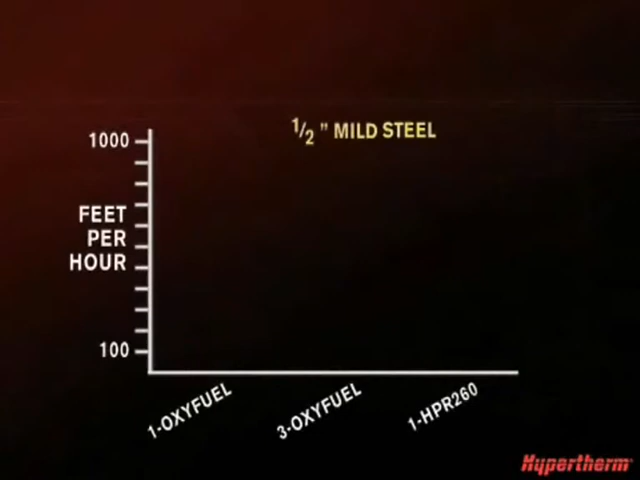 1/2" MILD STEEL
1000
FEET
PER
HOUR
100
1-OXYFUEL
3-OXYFUEL
1-HPR260
Hypertherm®